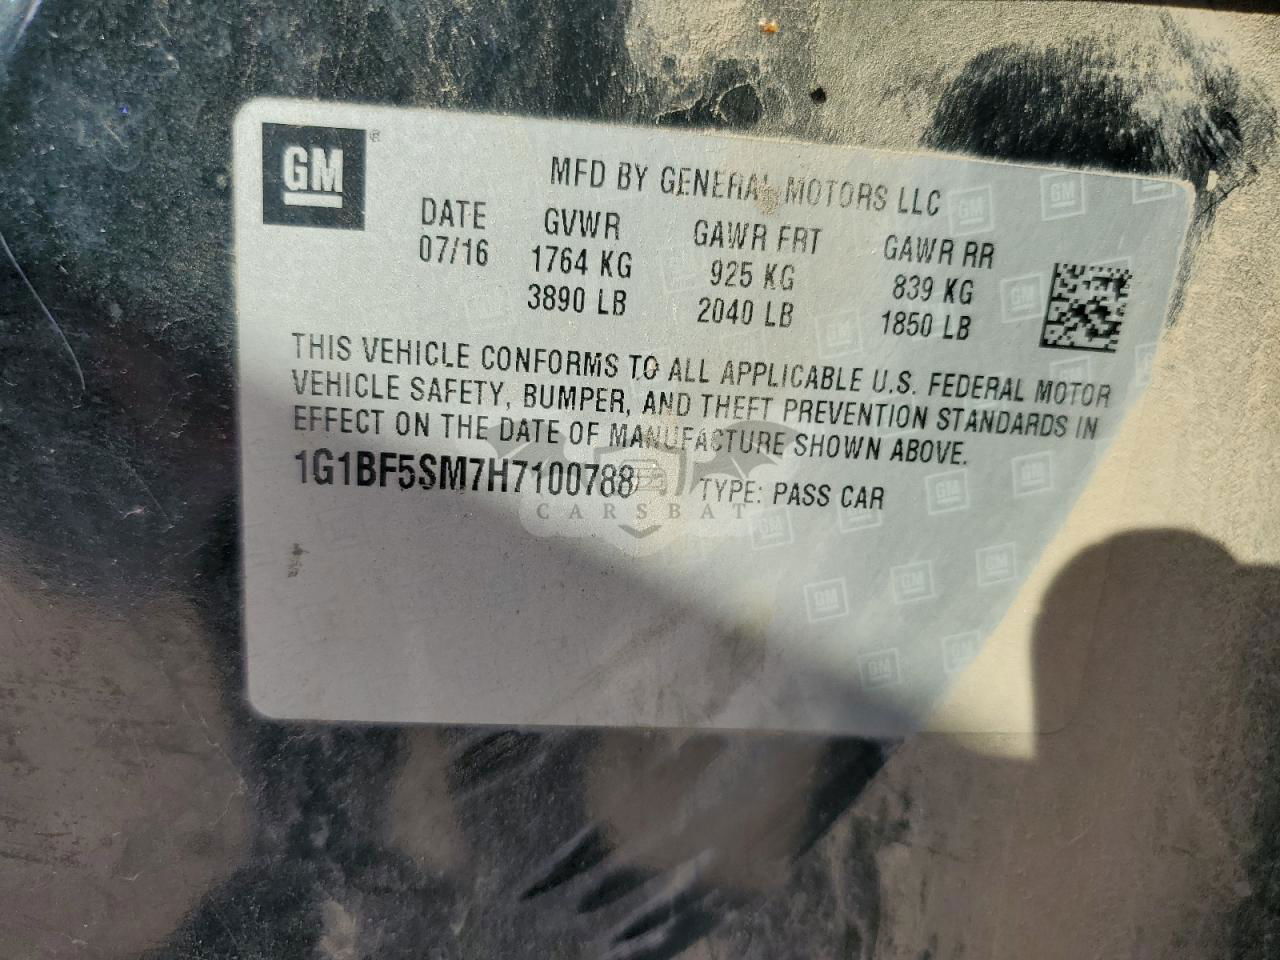 GM ®
MFD BY GENERAL MOTORS LLC
DATE GVWR GAWR FRT GAWR RR
07/16 1764 KG 925 KG 839 KG
3890 LB 2040 LB 1850 LB
THIS VEHICLE CONFORMS TO ALL APPLICABLE U.S. FEDERAL MOTOR
VEHICLE SAFETY, BUMPER, AND THEFT PREVENTION STANDARDS IN
EFFECT ON THE DATE OF MANUFACTURE SHOWN ABOVE.
1G1BF5SM7H7100788 TYPE: PASS CAR
CARSBAT